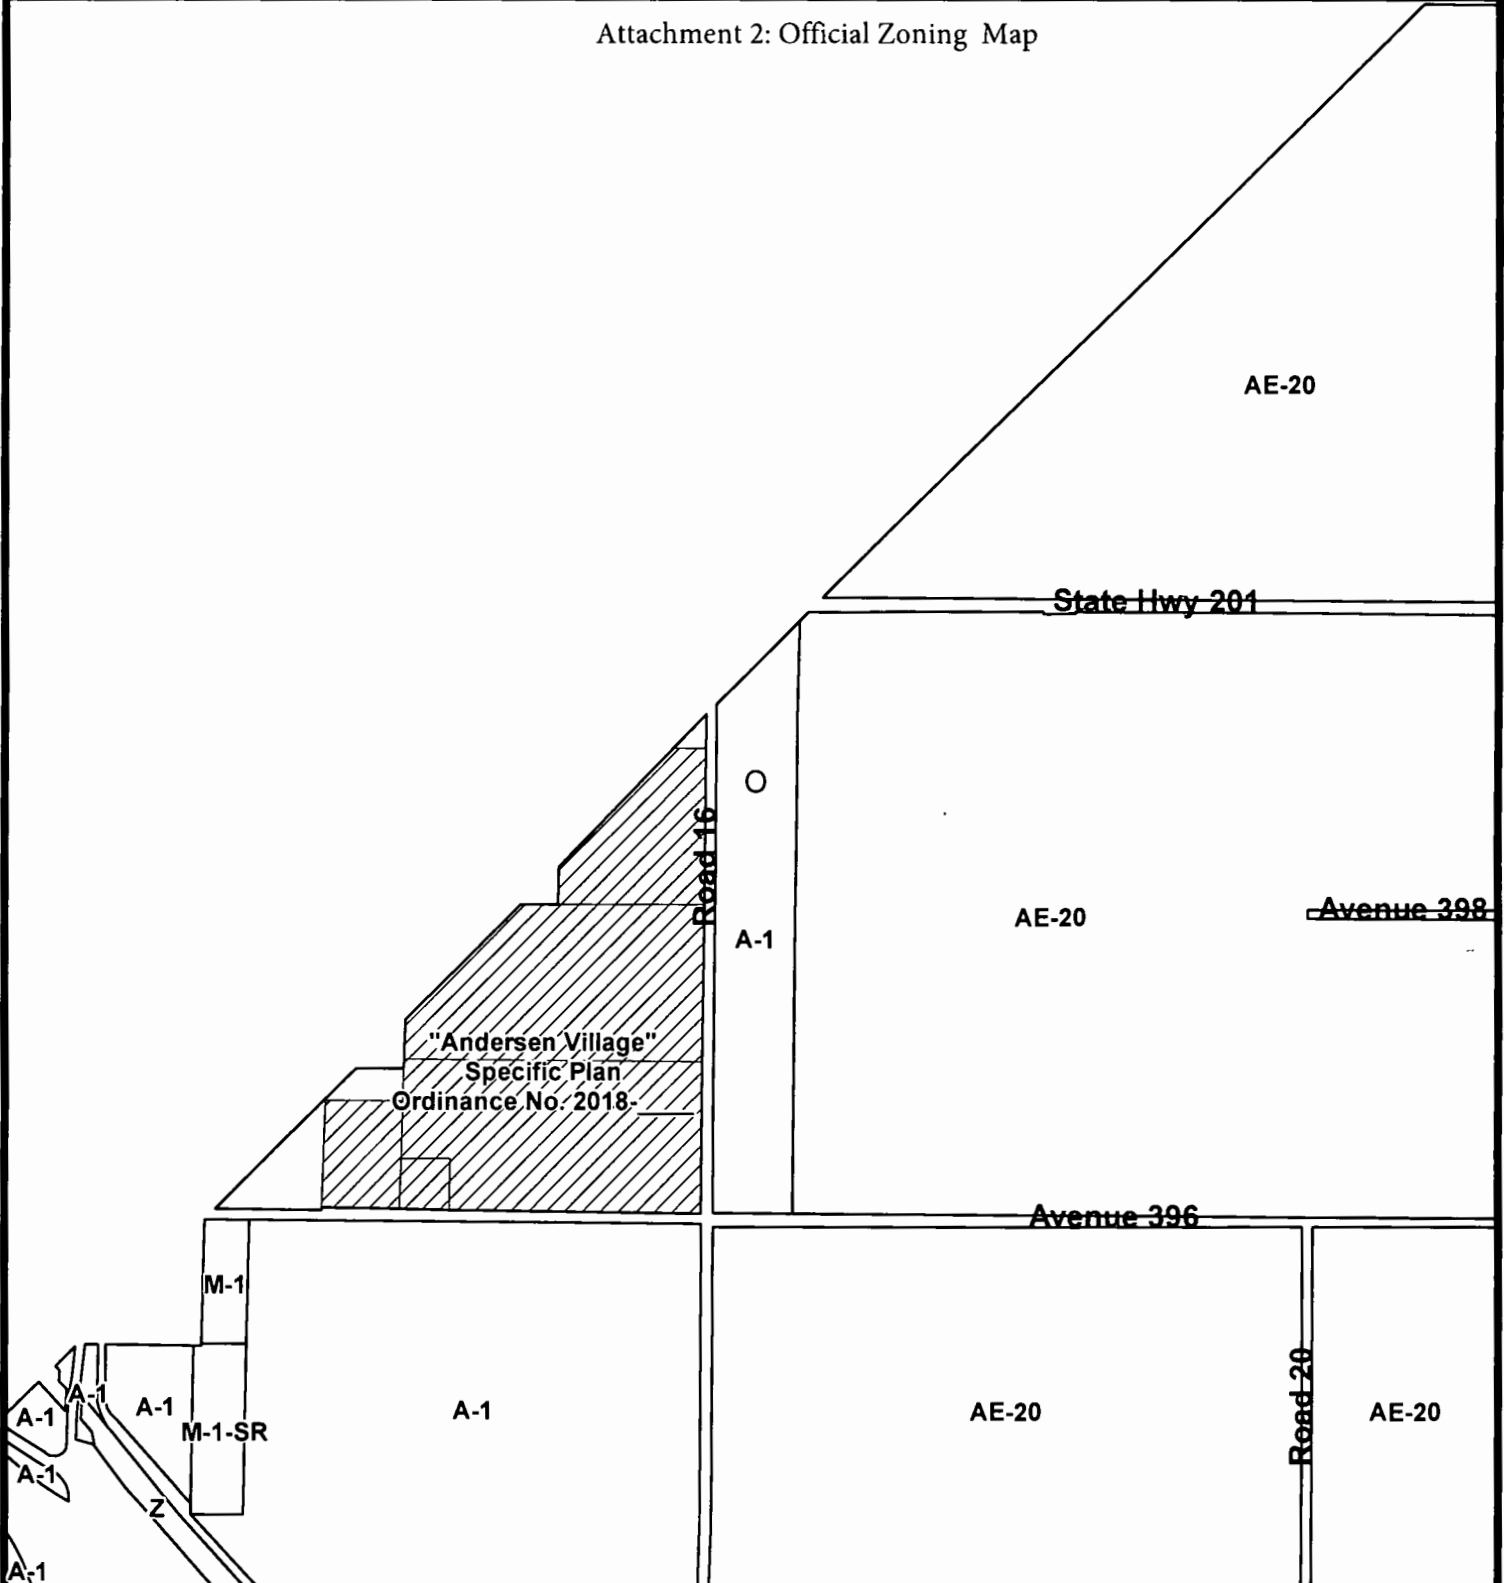 Attachment 2: Official Zoning Map
AE-20
State Hwy 201
O
Road 16
Avenue 398
AE-20
A-1
"Andersen Village"
Specific Plan
Ordinance No. 2018-____
Avenue 396
M-1
A-1
A-1
A-1
M-1-SR
A-1
AE-20
Road 20
AE-20
A-1
Z
A-1